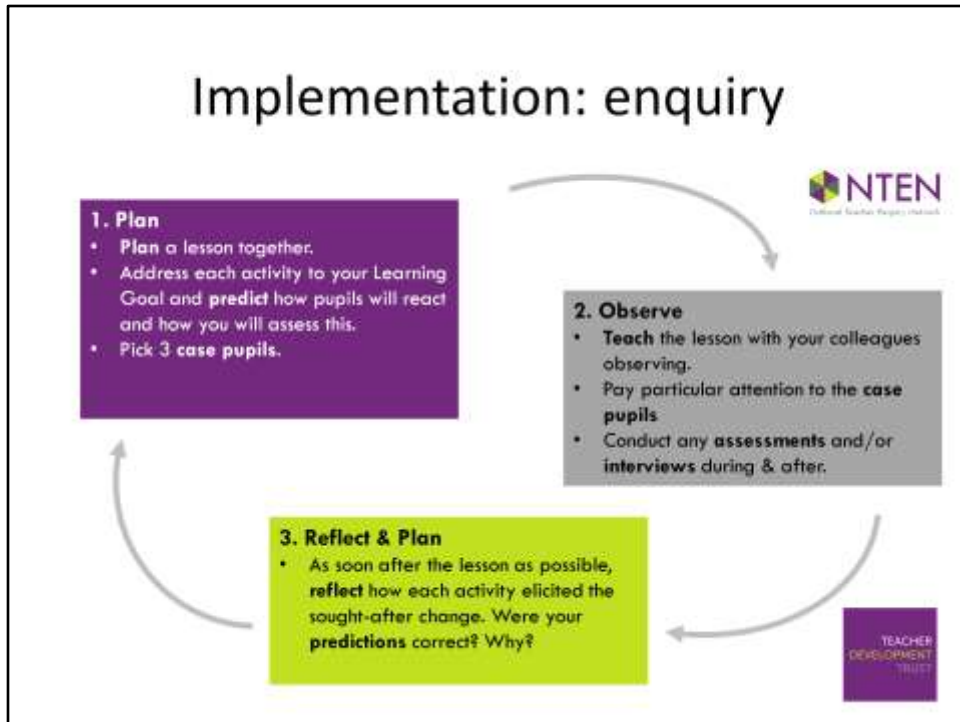 Implementation: enquiry
NTEN
1. Plan
• Plan a lesson together.
• Address each activity to your Learning
Goal and predict how pupils will react
and how you will assess this.
• Pick 3 case pupils.
2. Observe
• Teach the lesson with your colleagues
observing.
• Pay particular attention to the case
pupils
• Conduct any assessments and/or
interviews during & after.
3. Reflect & Plan
• As soon after the lesson as possible,
reflect how each activity elicited the
sought-after change. Were your
predictions correct? Why?
TEACHER
DEVELOPMENT
TRUST